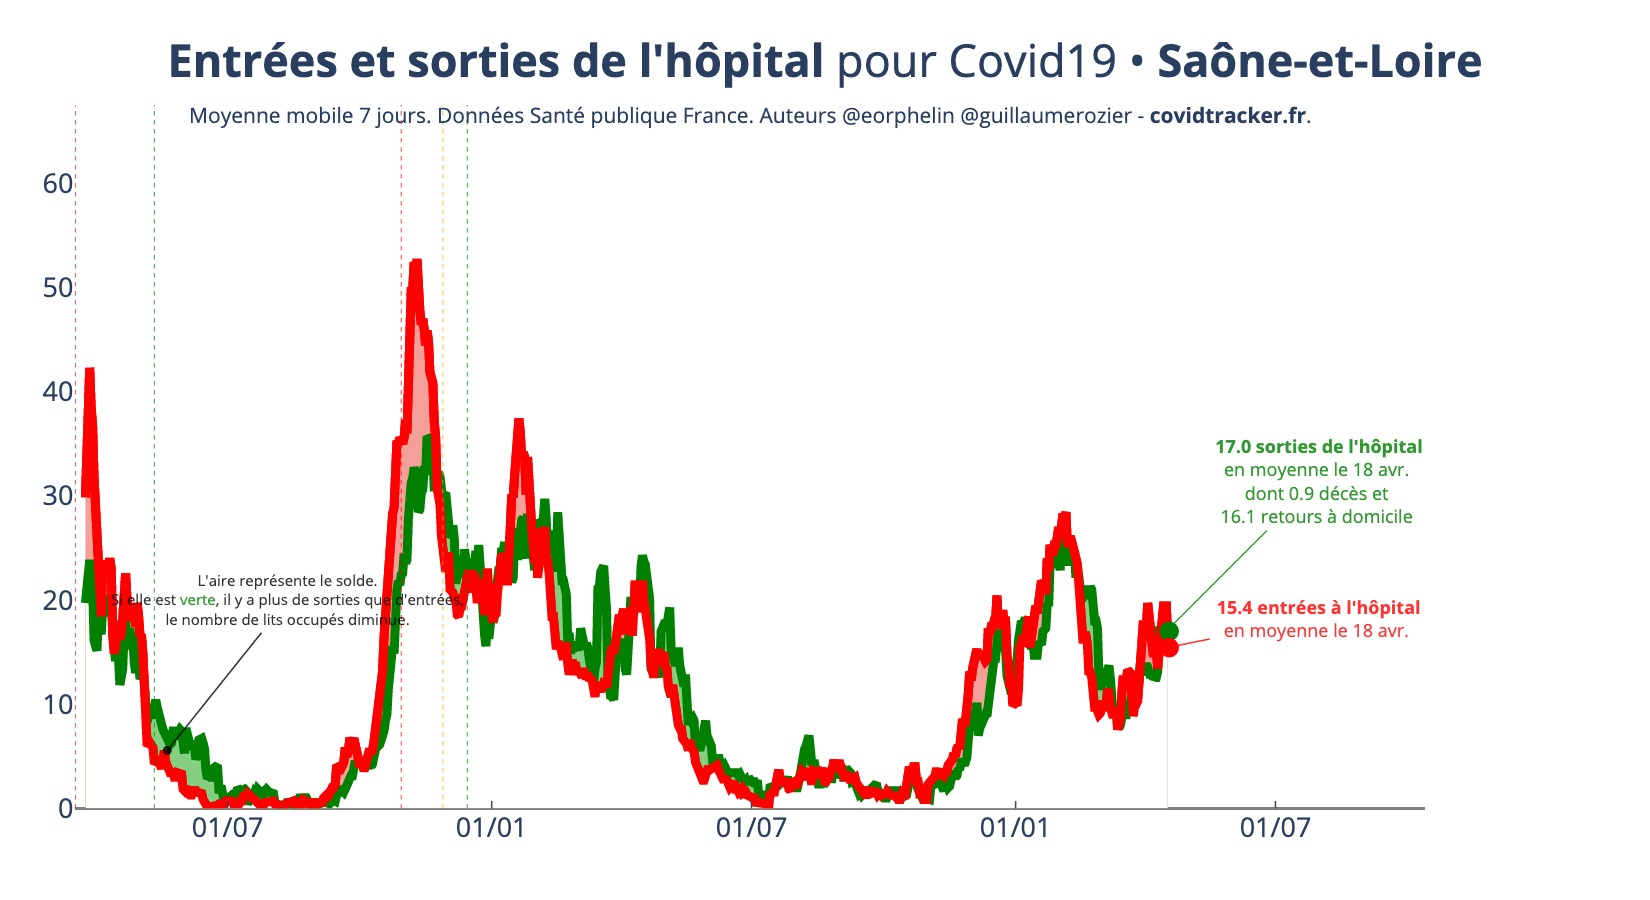 Entrées et sorties de l'hôpital pour Covid19 • Saône-et-Loire
Moyenne mobile 7 jours. Données Santé publique France. Auteurs @eorphelin @guillaumerozier - covidtracker.fr.
60
50
40
30
20
10
0
L'aire représente le solde.
Si elle est verte, il y a plus de sorties que d'entrées,
le nombre de lits occupés diminue.
17.0 sorties de l'hôpital
en moyenne le 18 avr.
dont 0.9 décès et
16.1 retours à domicile
15.4 entrées à l'hôpital
en moyenne le 18 avr.
01/07
01/01
01/07
01/01
01/07